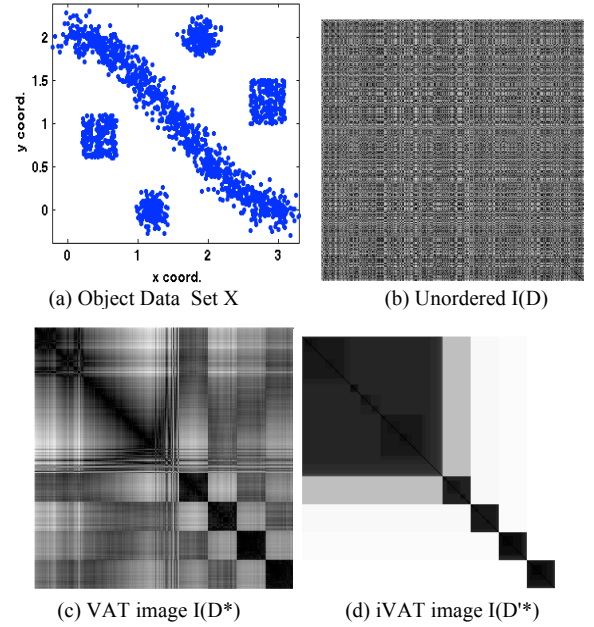 2
1.5
1
0.5
0
y coord.
0 1 2 3
x coord.
(a) Object Data Set X
(b) Unordered I(D)
(c) VAT image I(D*)
(d) iVAT image I(D'*)